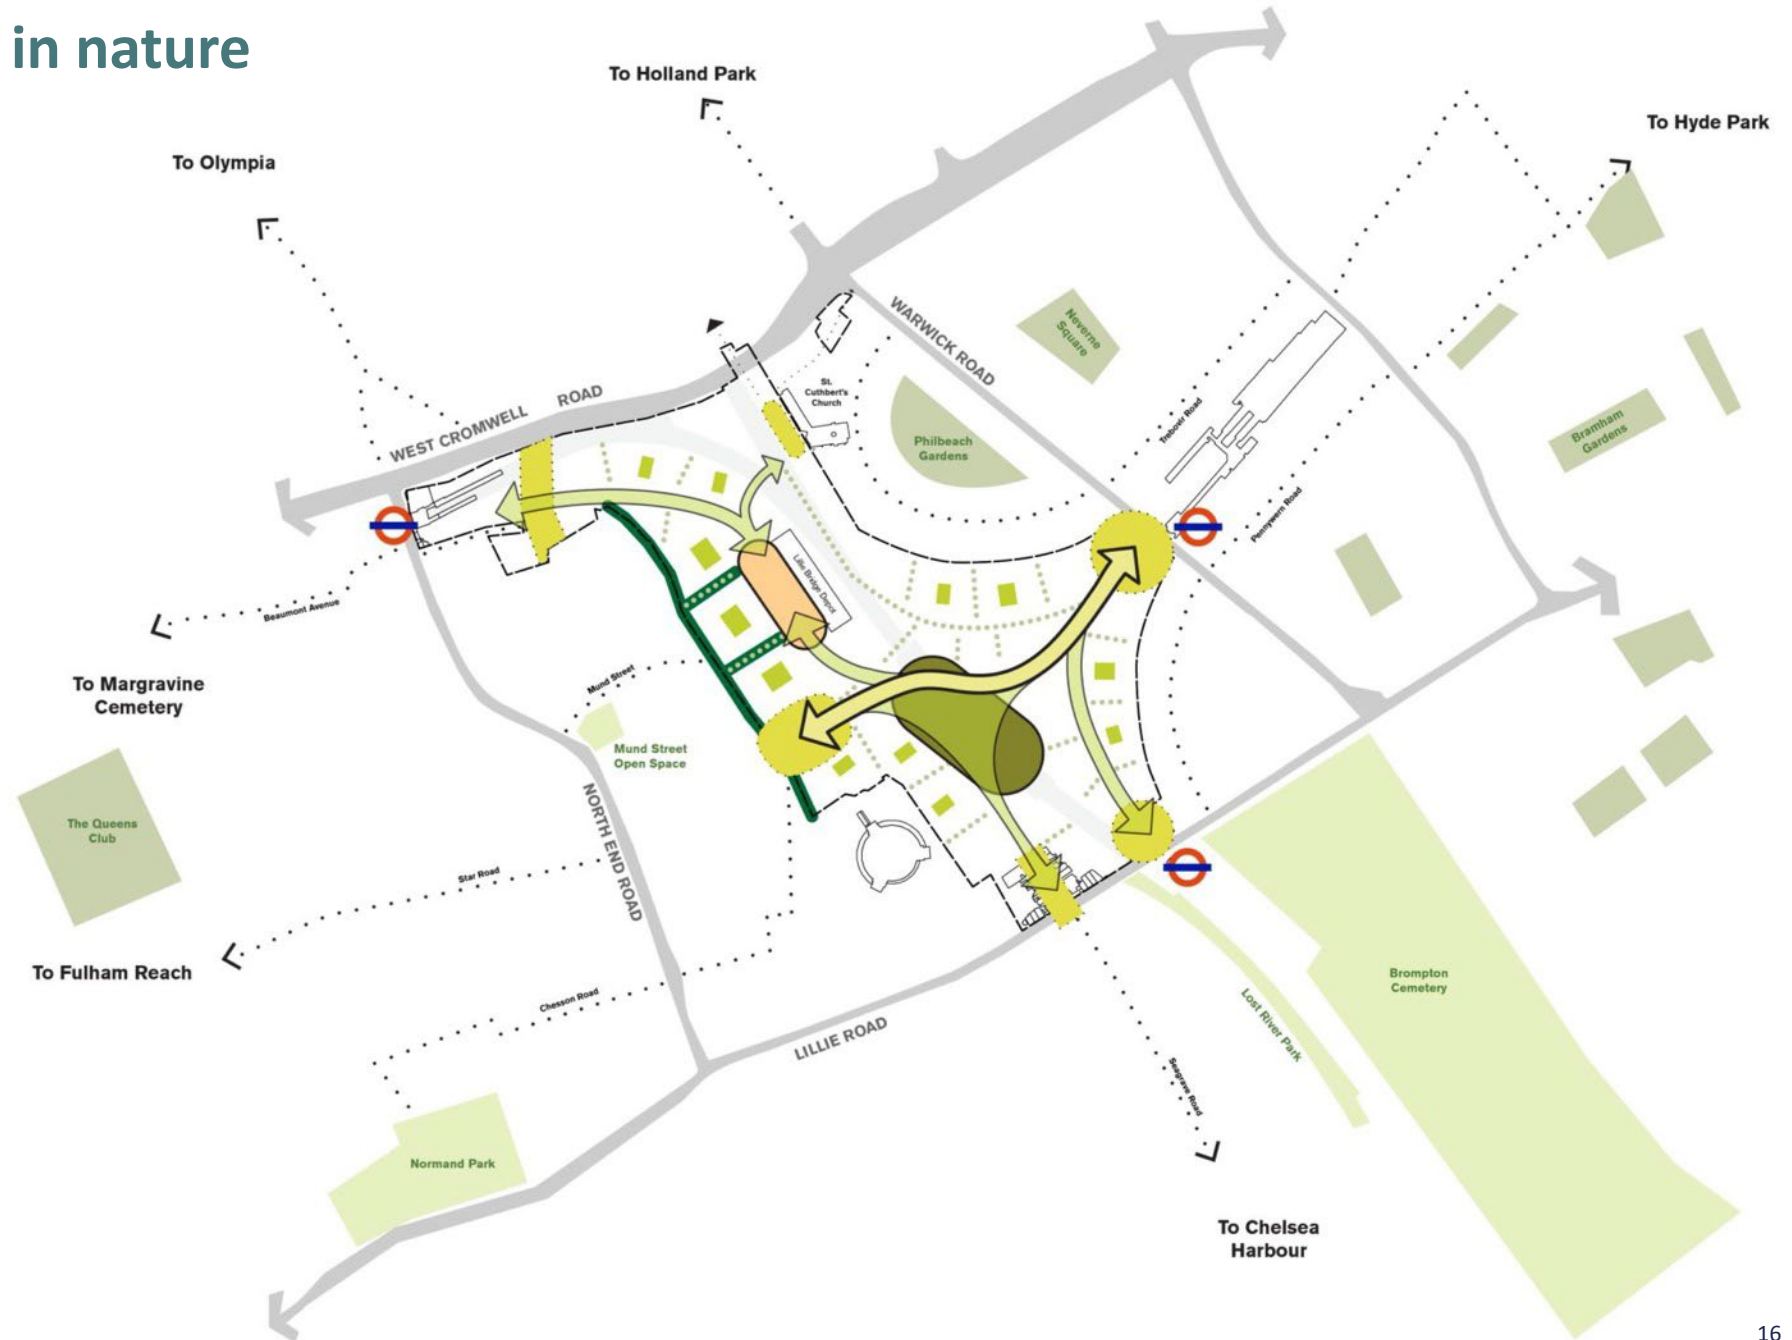 in nature
To Holland Park
To Hyde Park
To Olympia
WARWICK ROAD
Neverne
Square
WEST CROMWELL ROAD
St.
Cuthbert's
Church
Trebovir Road
Philbeach
Gardens
Bramham
Gardens
Pennywern Road
Lillie Bridge Depot
Beaumont Avenue
To Margravine
Cemetery
Mund Street
Mund Street
Open Space
The Queens
Club
NORTH END ROAD
Star Road
To Fulham Reach
Brompton
Cemetery
Chesson Road
Lost River Park
LILLIE ROAD
Seagrave Road
Normand Park
To Chelsea
Harbour
16